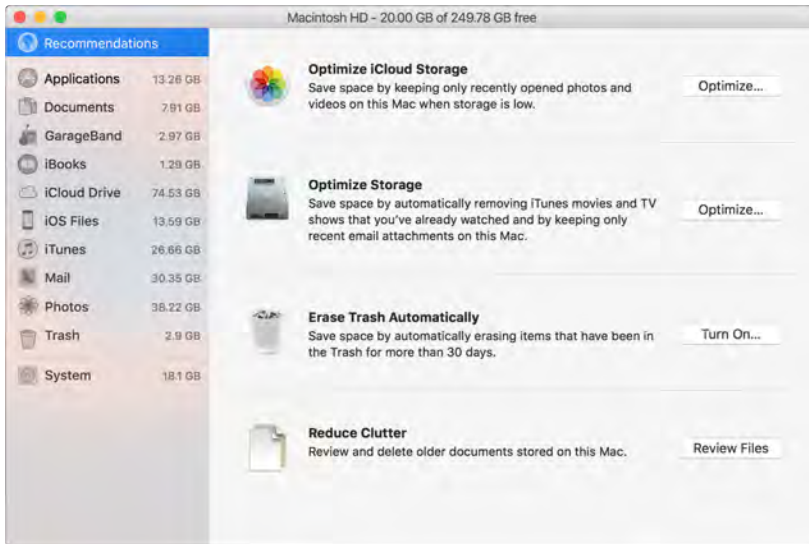 Macintosh HD - 20.00 GB of 249.78 GB free
Recommendations
Applications 13.26 GB
Documents 7.91 GB
GarageBand 2.97 GB
iBooks 1.29 GB
iCloud Drive 74.53 GB
iOS Files 13.59 GB
iTunes 26.66 GB
Mail 30.35 GB
Photos 38.22 GB
Trash 2.9 GB
System 18.1 GB
Optimize iCloud Storage
Save space by keeping only recently opened photos and
videos on this Mac when storage is low.
Optimize...
Optimize Storage
Save space by automatically removing iTunes movies and TV
shows that you've already watched and by keeping only
recent email attachments on this Mac.
Optimize...
Erase Trash Automatically
Save space by automatically erasing items that have been in
the Trash for more than 30 days.
Turn On...
Reduce Clutter
Review and delete older documents stored on this Mac.
Review Files